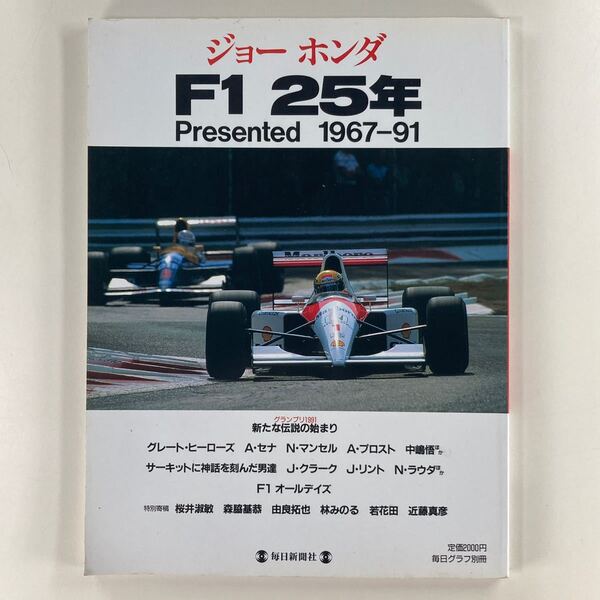 ジョー ホンダ
F1 25年
Presented 1967-91
Marlboro
グランプリ1991
新たな伝説の始まり
グレート・ヒーローズ A・セナ N・マンセル A・プロスト 中嶋悟ほか
サーキットに神話を刻んだ男達 J・クラーク J・リント N・ラウダほか
F1 オールデイズ
特別寄稿 桜井淑敏 森脇基恭 由良拓也 林みのる 若花田 近藤真彦
毎日新聞社
定価2000円
毎日グラフ別冊